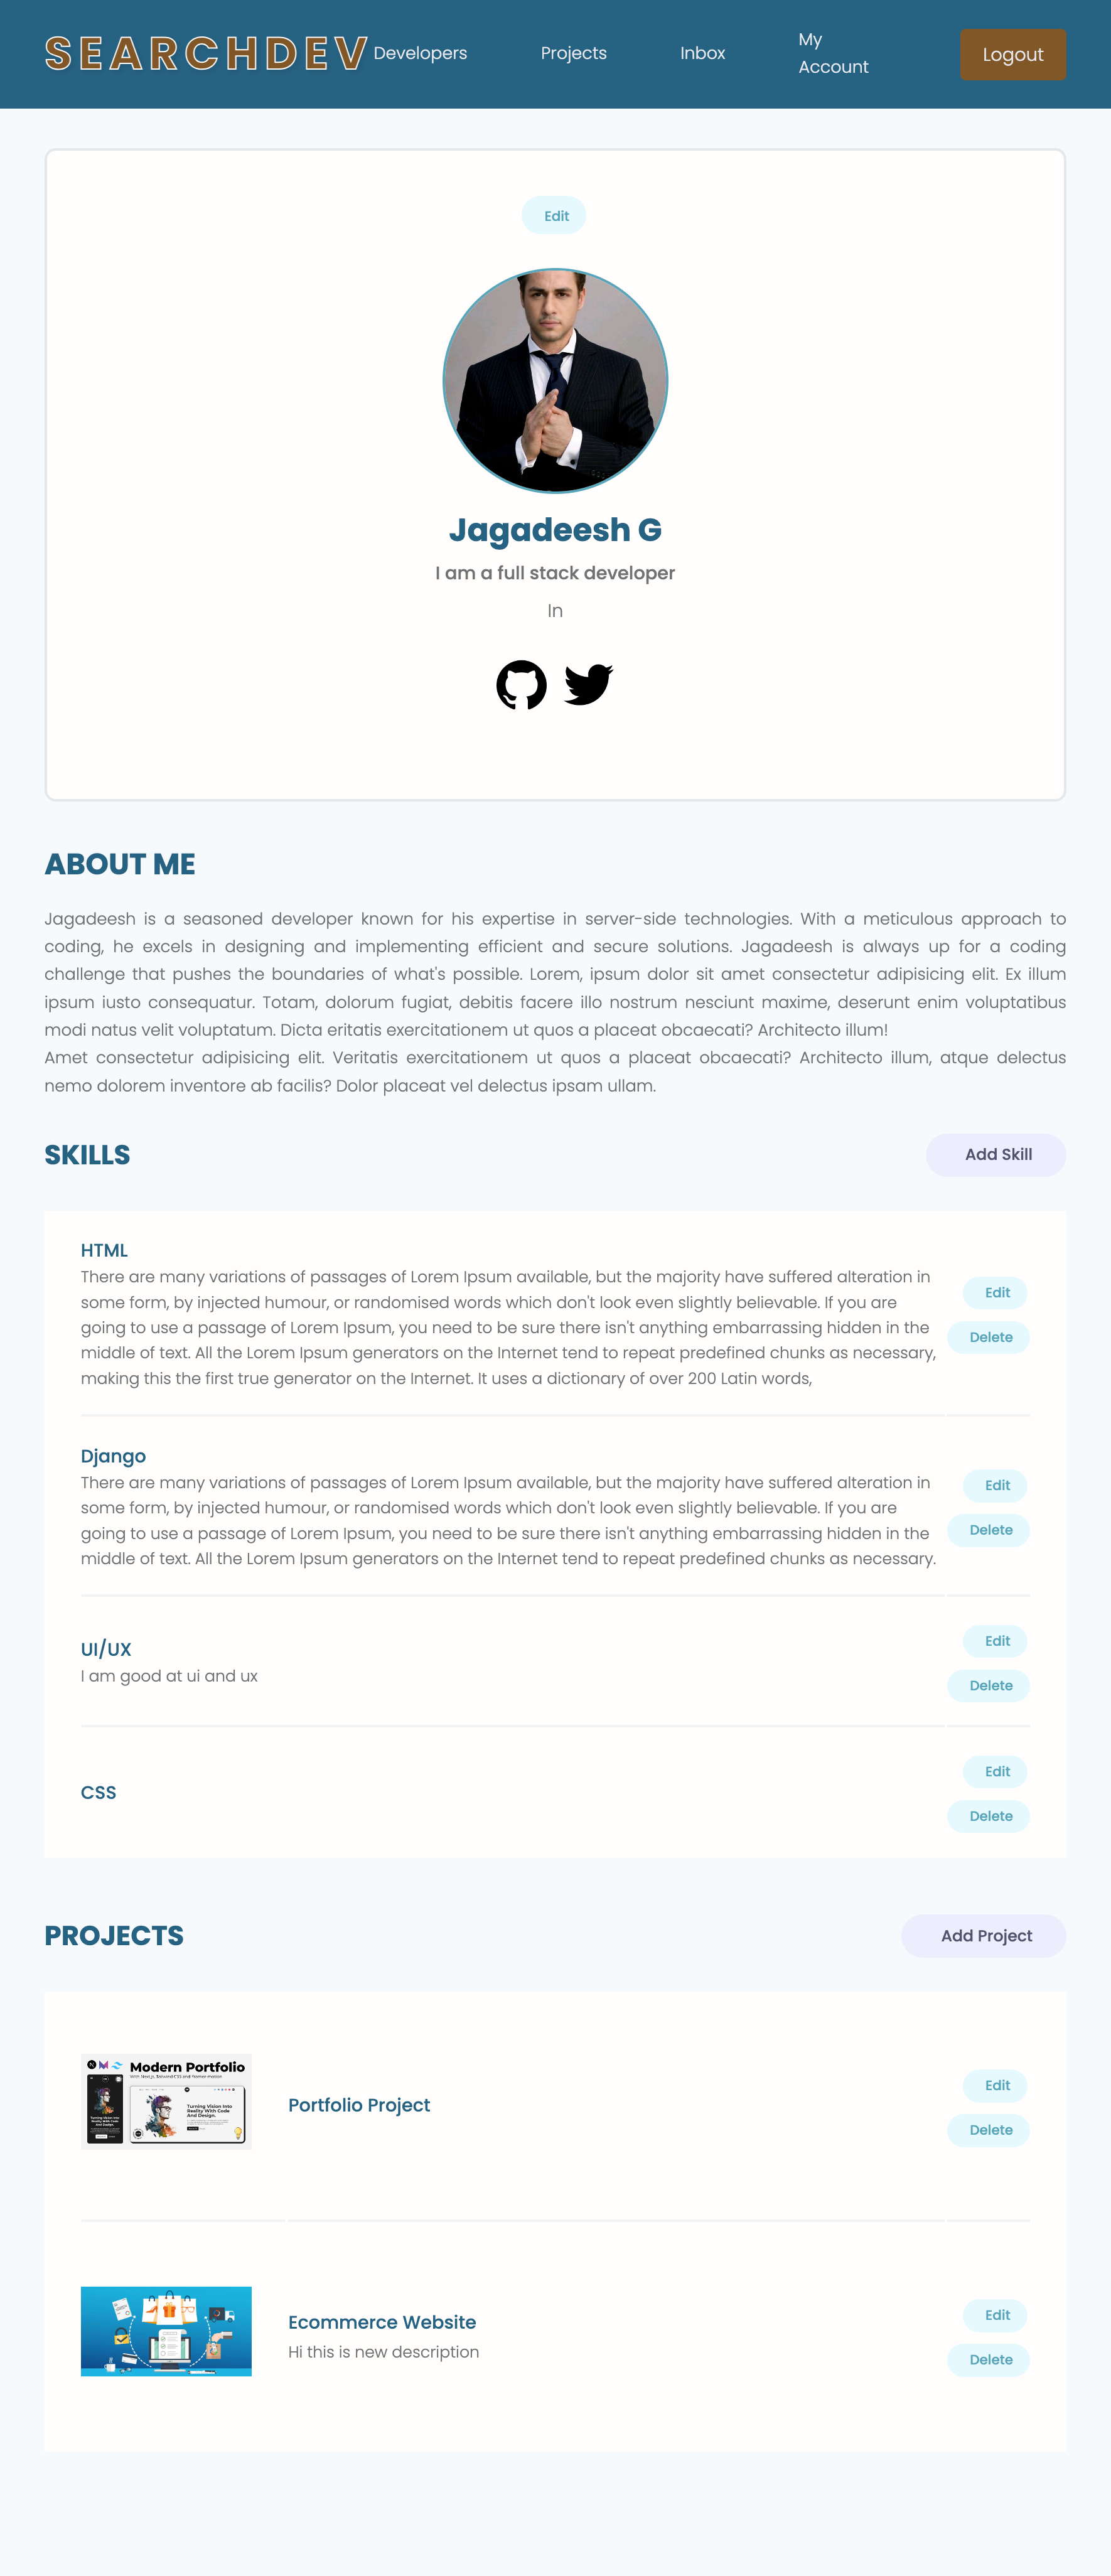 SEARCHDEV Developers Projects Inbox My Account Logout
Edit
Jagadeesh G
I am a full stack developer
In
ABOUT ME
Jagadeesh is a seasoned developer known for his expertise in server-side technologies. With a meticulous approach to
coding, he excels in designing and implementing efficient and secure solutions. Jagadeesh is always up for a coding
challenge that pushes the boundaries of what's possible. Lorem, ipsum dolor sit amet consectetur adipisicing elit. Ex illum
ipsum iusto consequatur. Totam, dolorum fugiat, debitis facere illo nostrum nesciunt maxime, deserunt enim voluptatibus
modi natus velit voluptatum. Dicta eritatis exercitationem ut quos a placeat obcaecati? Architecto illum!
Amet consectetur adipisicing elit. Veritatis exercitationem ut quos a placeat obcaecati? Architecto illum, atque delectus
nemo dolorem inventore ab facilis? Dolor placeat vel delectus ipsam ullam.
SKILLS
Add Skill
HTML
There are many variations of passages of Lorem Ipsum available, but the majority have suffered alteration in
some form, by injected humour, or randomised words which don't look even slightly believable. If you are
going to use a passage of Lorem Ipsum, you need to be sure there isn't anything embarrassing hidden in the
middle of text. All the Lorem Ipsum generators on the Internet tend to repeat predefined chunks as necessary,
making this the first true generator on the Internet. It uses a dictionary of over 200 Latin words,
Edit
Delete
Django
There are many variations of passages of Lorem Ipsum available, but the majority have suffered alteration in
some form, by injected humour, or randomised words which don't look even slightly believable. If you are
going to use a passage of Lorem Ipsum, you need to be sure there isn't anything embarrassing hidden in the
middle of text. All the Lorem Ipsum generators on the Internet tend to repeat predefined chunks as necessary.
Edit
Delete
UI/UX
I am good at ui and ux
Edit
Delete
CSS
Edit
Delete
PROJECTS
Add Project
Modern Portfolio
Turning Vision Into
Reality With Code
And Design.
Portfolio Project
Edit
Delete
Ecommerce Website
Hi this is new description
Edit
Delete